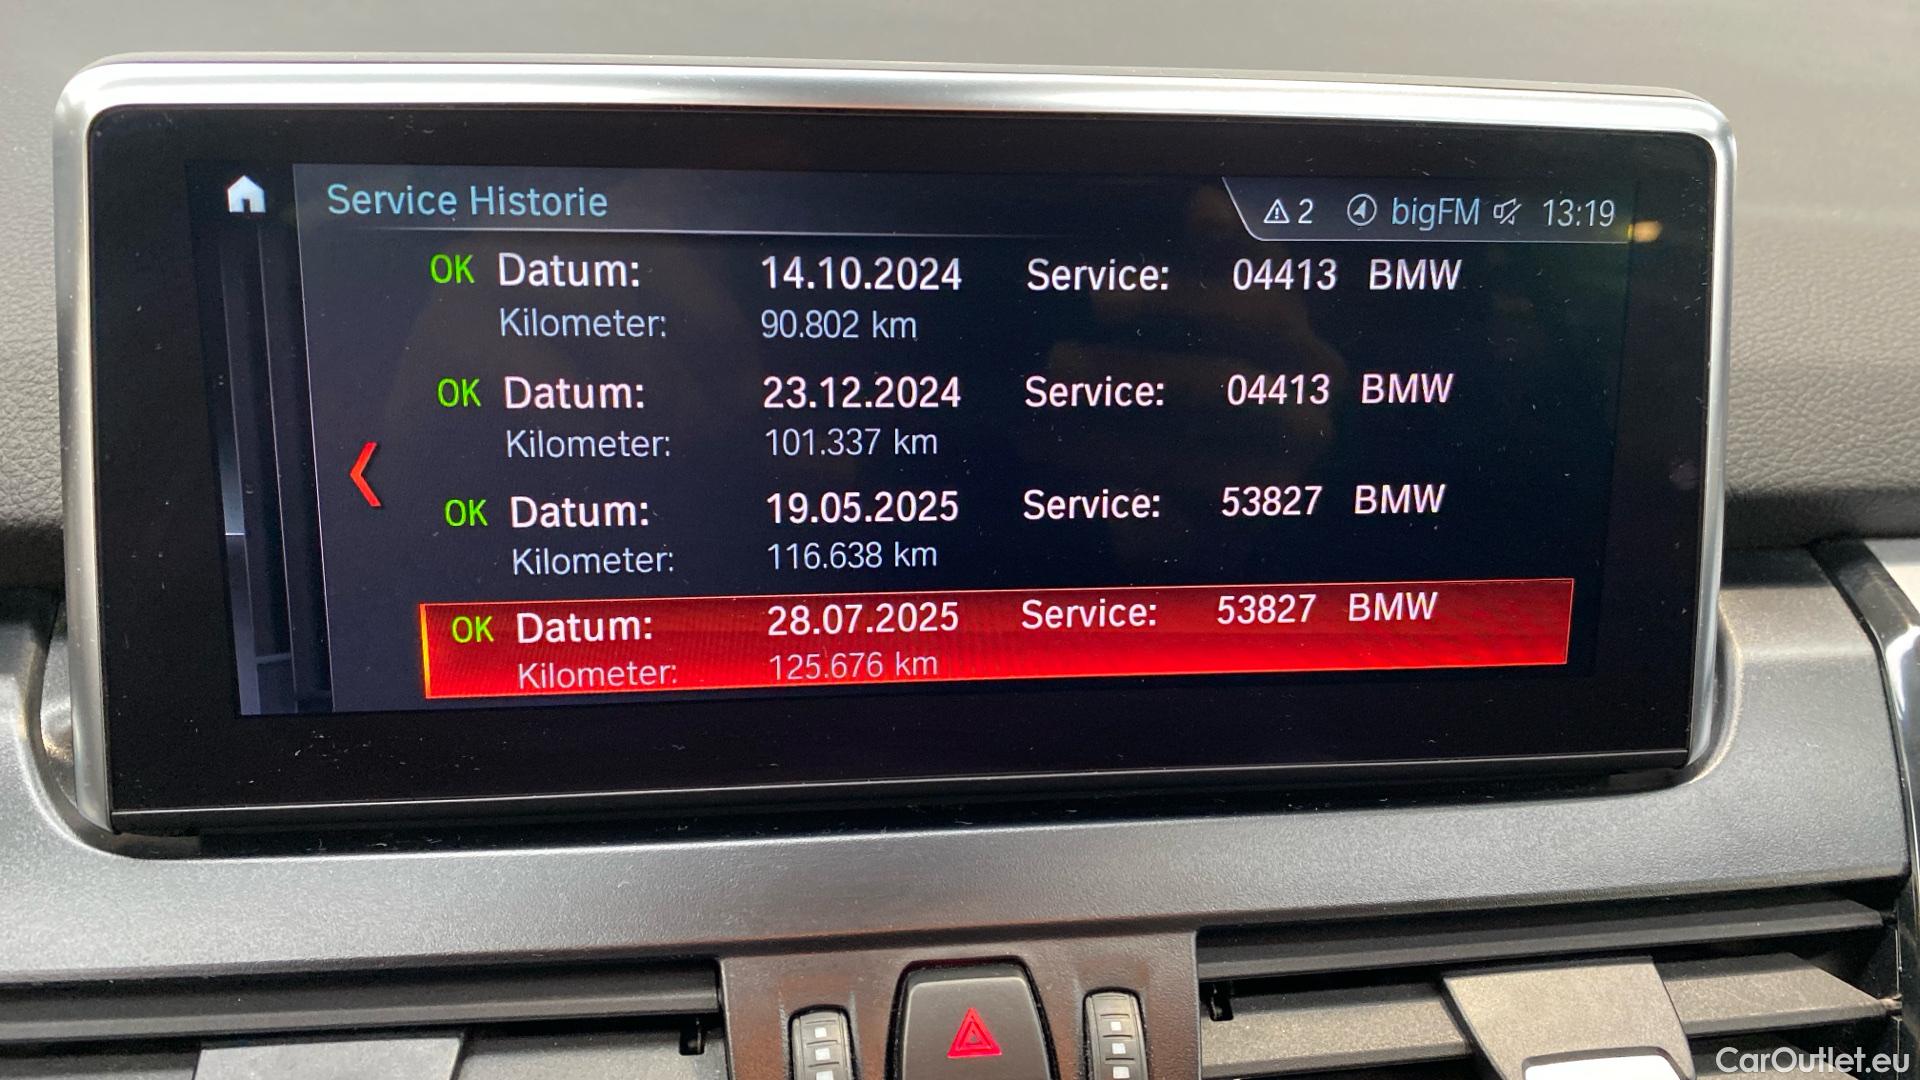 Service Historie
2 bigFM 13:19
OK Datum: 14.10.2024 Service: 04413 BMW
Kilometer: 90.802 km
OK Datum: 23.12.2024 Service: 04413 BMW
Kilometer: 101.337 km
OK Datum: 19.05.2025 Service: 53827 BMW
Kilometer: 116.638 km
OK Datum: 28.07.2025 Service: 53827 BMW
Kilometer: 125.676 km
CarOutlet.eu